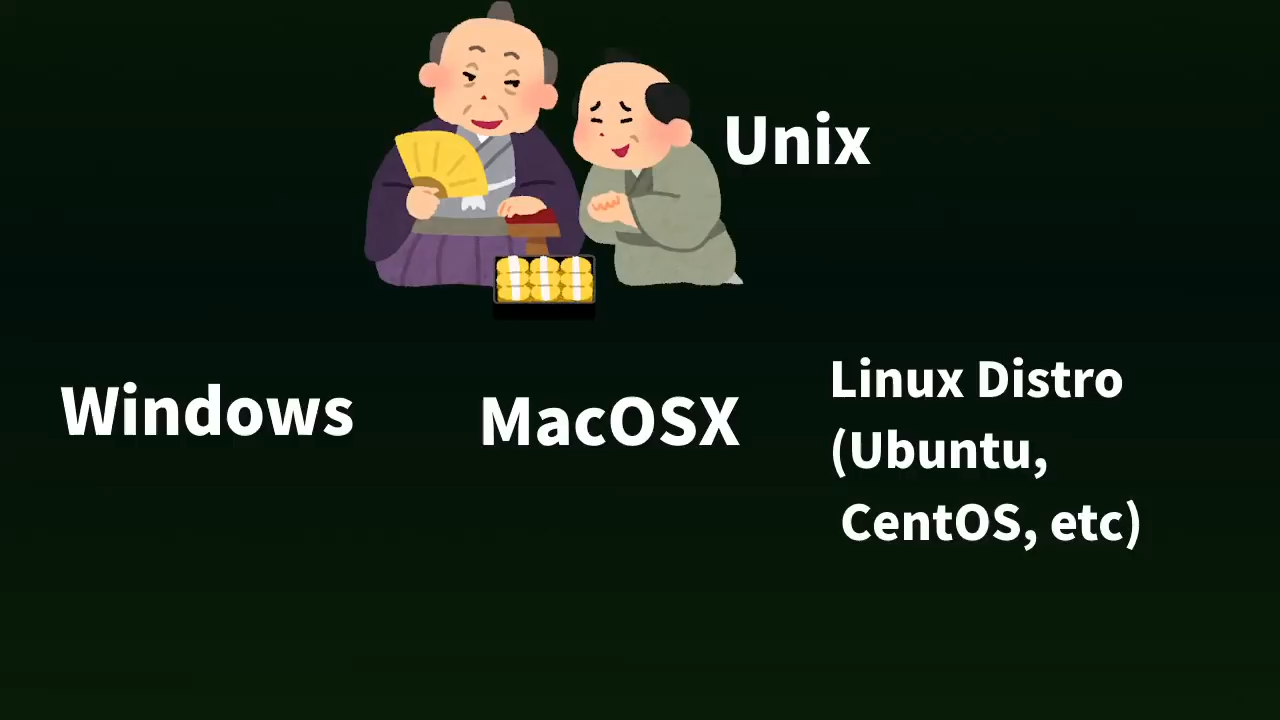 Unix
Windows
MacOSX
Linux Distro
(Ubuntu,
CentOS, etc)